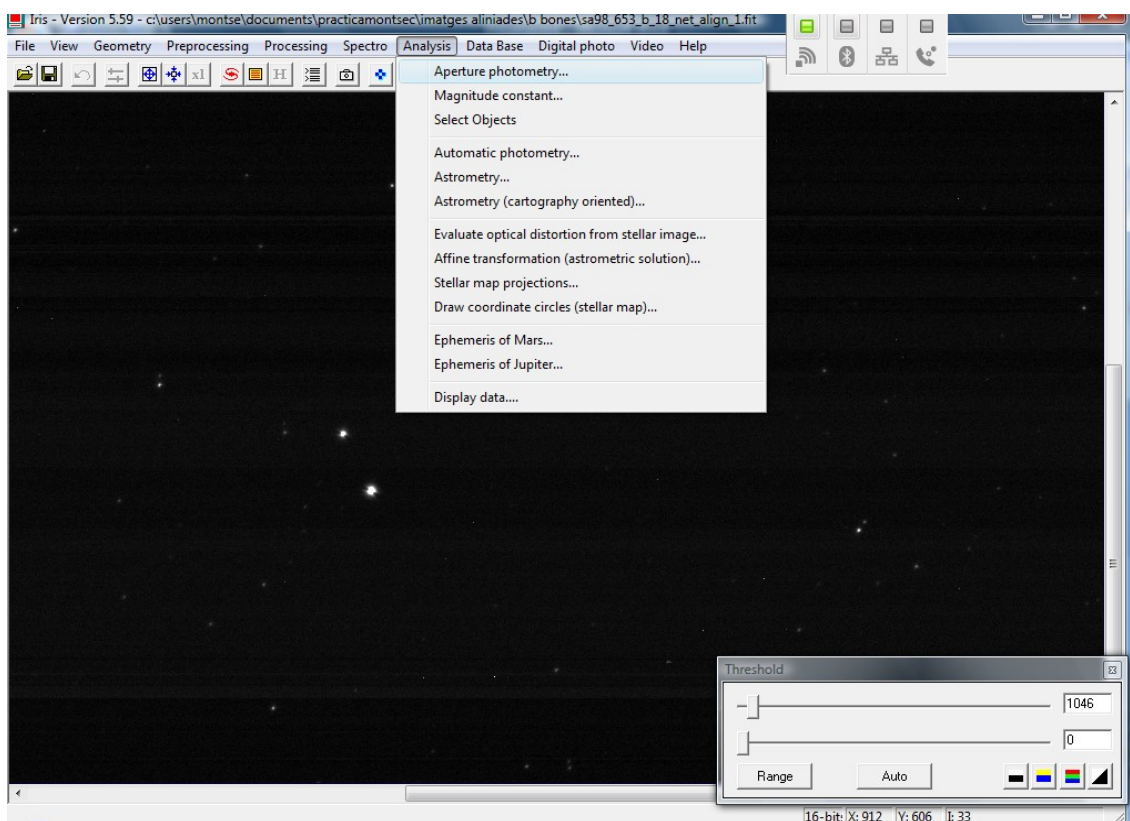 Iris - Version 5.59 - c:\users\montse\documents\practicamontsec\imatges aliniades\b bones\sa98_653_b_18_net_align_1.fit
File View Geometry Preprocessing Processing Spectro Analysis Data Base Digital photo Video Help
x1 H
Aperture photometry...
Magnitude constant...
Select Objects
Automatic photometry...
Astrometry...
Astrometry (cartography oriented)...
Evaluate optical distortion from stellar image...
Affine transformation (astrometric solution)...
Stellar map projections...
Draw coordinate circles (stellar map)...
Ephemeris of Mars...
Ephemeris of Jupiter...
Display data....
Threshold
1046
0
Range Auto
16-bit: X: 912 Y: 606 I: 33